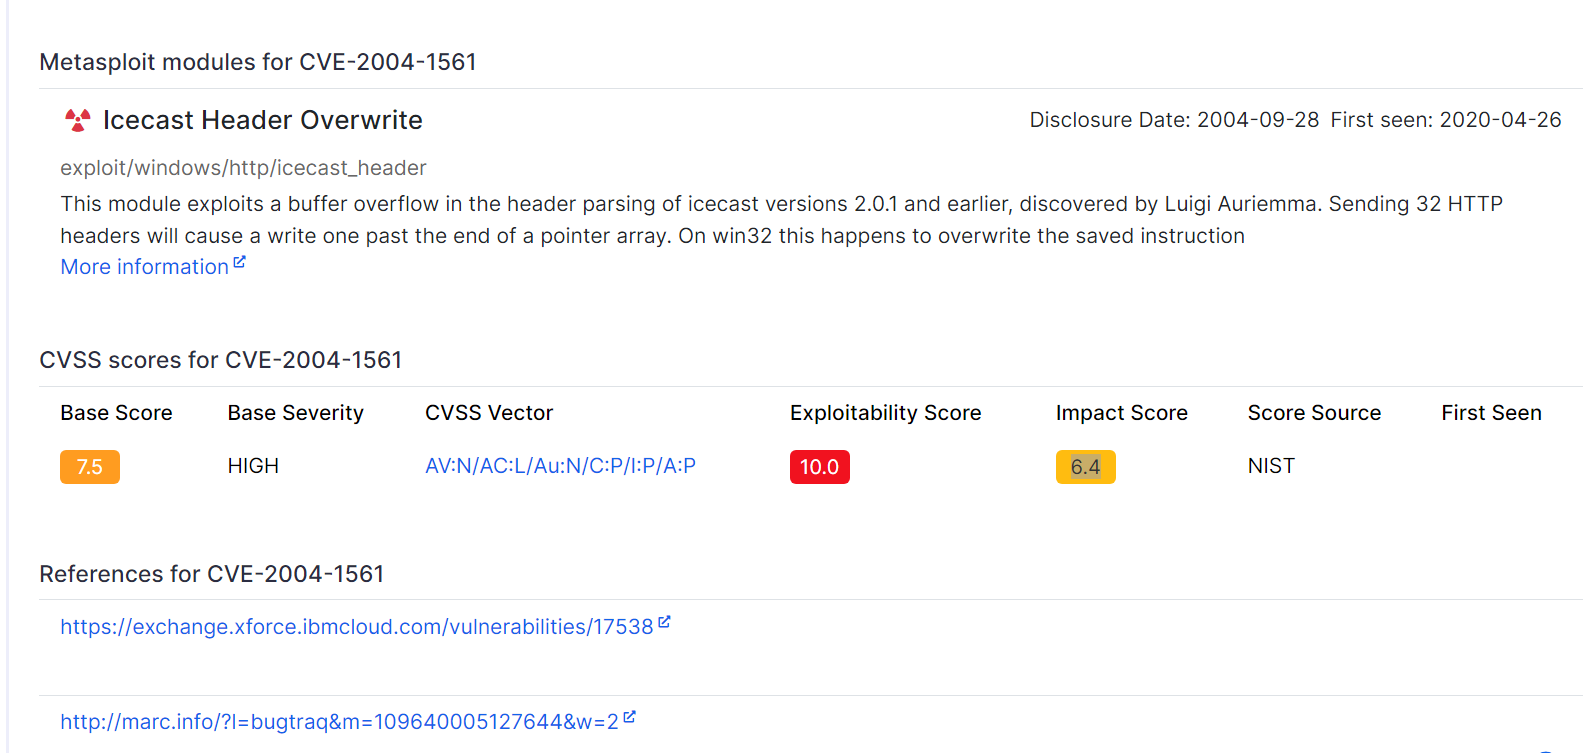 Metasploit modules for CVE-2004-1561
Icecast Header Overwrite
Disclosure Date: 2004-09-28 First seen: 2020-04-26
exploit/windows/http/icecast_header
This module exploits a buffer overflow in the header parsing of icecast versions 2.0.1 and earlier, discovered by Luigi Auriemma. Sending 32 HTTP
headers will cause a write one past the end of a pointer array. On win32 this happens to overwrite the saved instruction
More information
CVSS scores for CVE-2004-1561
Base Score Base Severity CVSS Vector Exploitability Score Impact Score Score Source First Seen
7.5 HIGH AV:N/AC:L/Au:N/C:P/I:P/A:P 10.0 6.4 NIST
References for CVE-2004-1561
https://exchange.xforce.ibmcloud.com/vulnerabilities/17538
http://marc.info/?l=bugtraq&m=109640005127644&w=2